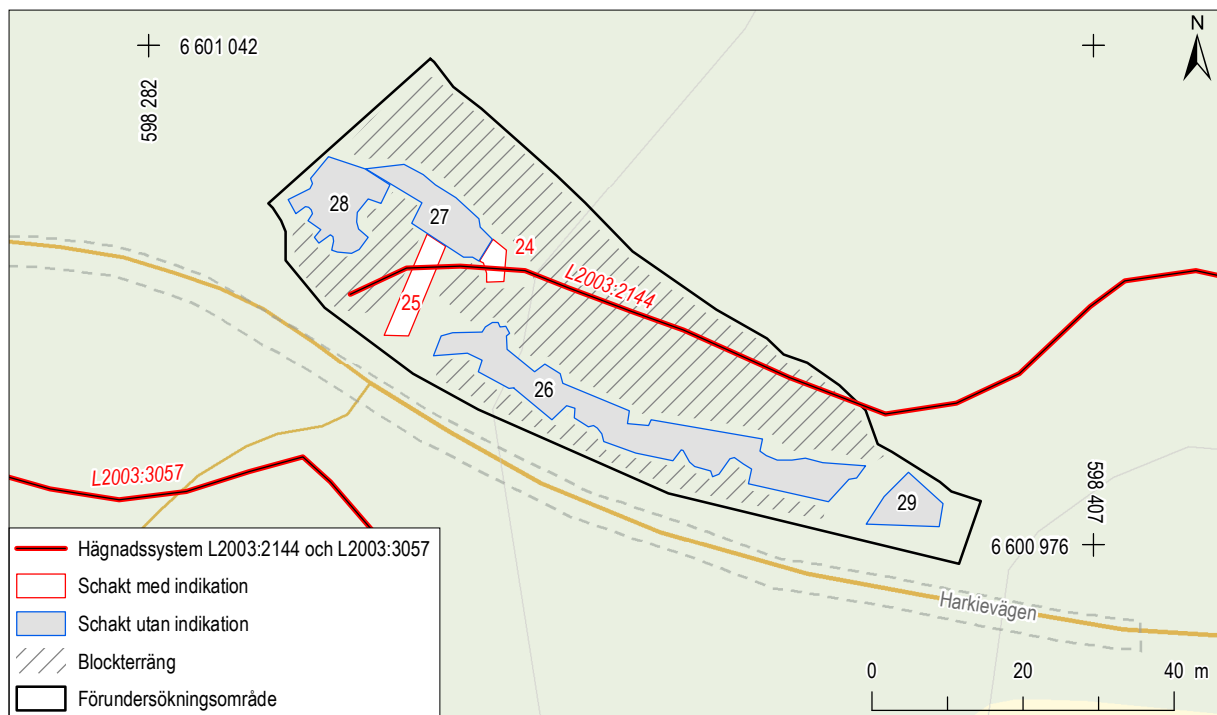 N
6 601 042
598 282
28
27
24
25
L2003:2144
26
29
598 407
6 600 976
L2003:3057
Harkievägen
Hägnadssystem L2003:2144 och L2003:3057
Schakt med indikation
Schakt utan indikation
Blockterräng
Förundersökningsområde
0 20 40 m